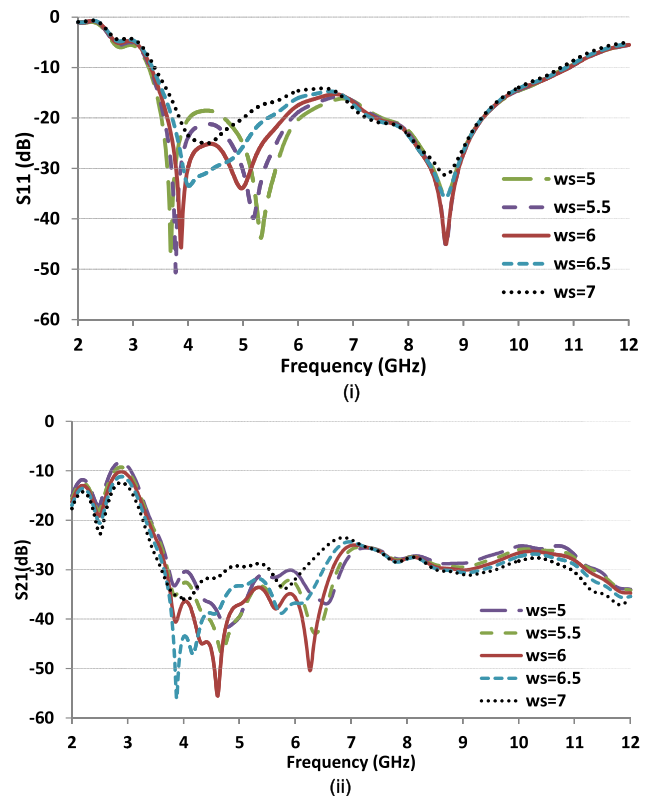 0
-10
-20
-30
-40
-50
-60
S11 (dB)
ws=5
ws=5.5
ws=6
ws=6.5
ws=7
2 3 4 5 6 7 8 9 10 11 12
Frequency (GHz)
(i)
0
-10
-20
-30
-40
-50
-60
S21(dB)
ws=5
ws=5.5
ws=6
ws=6.5
ws=7
2 3 4 5 6 7 8 9 10 11 12
Frequency (GHz)
(ii)